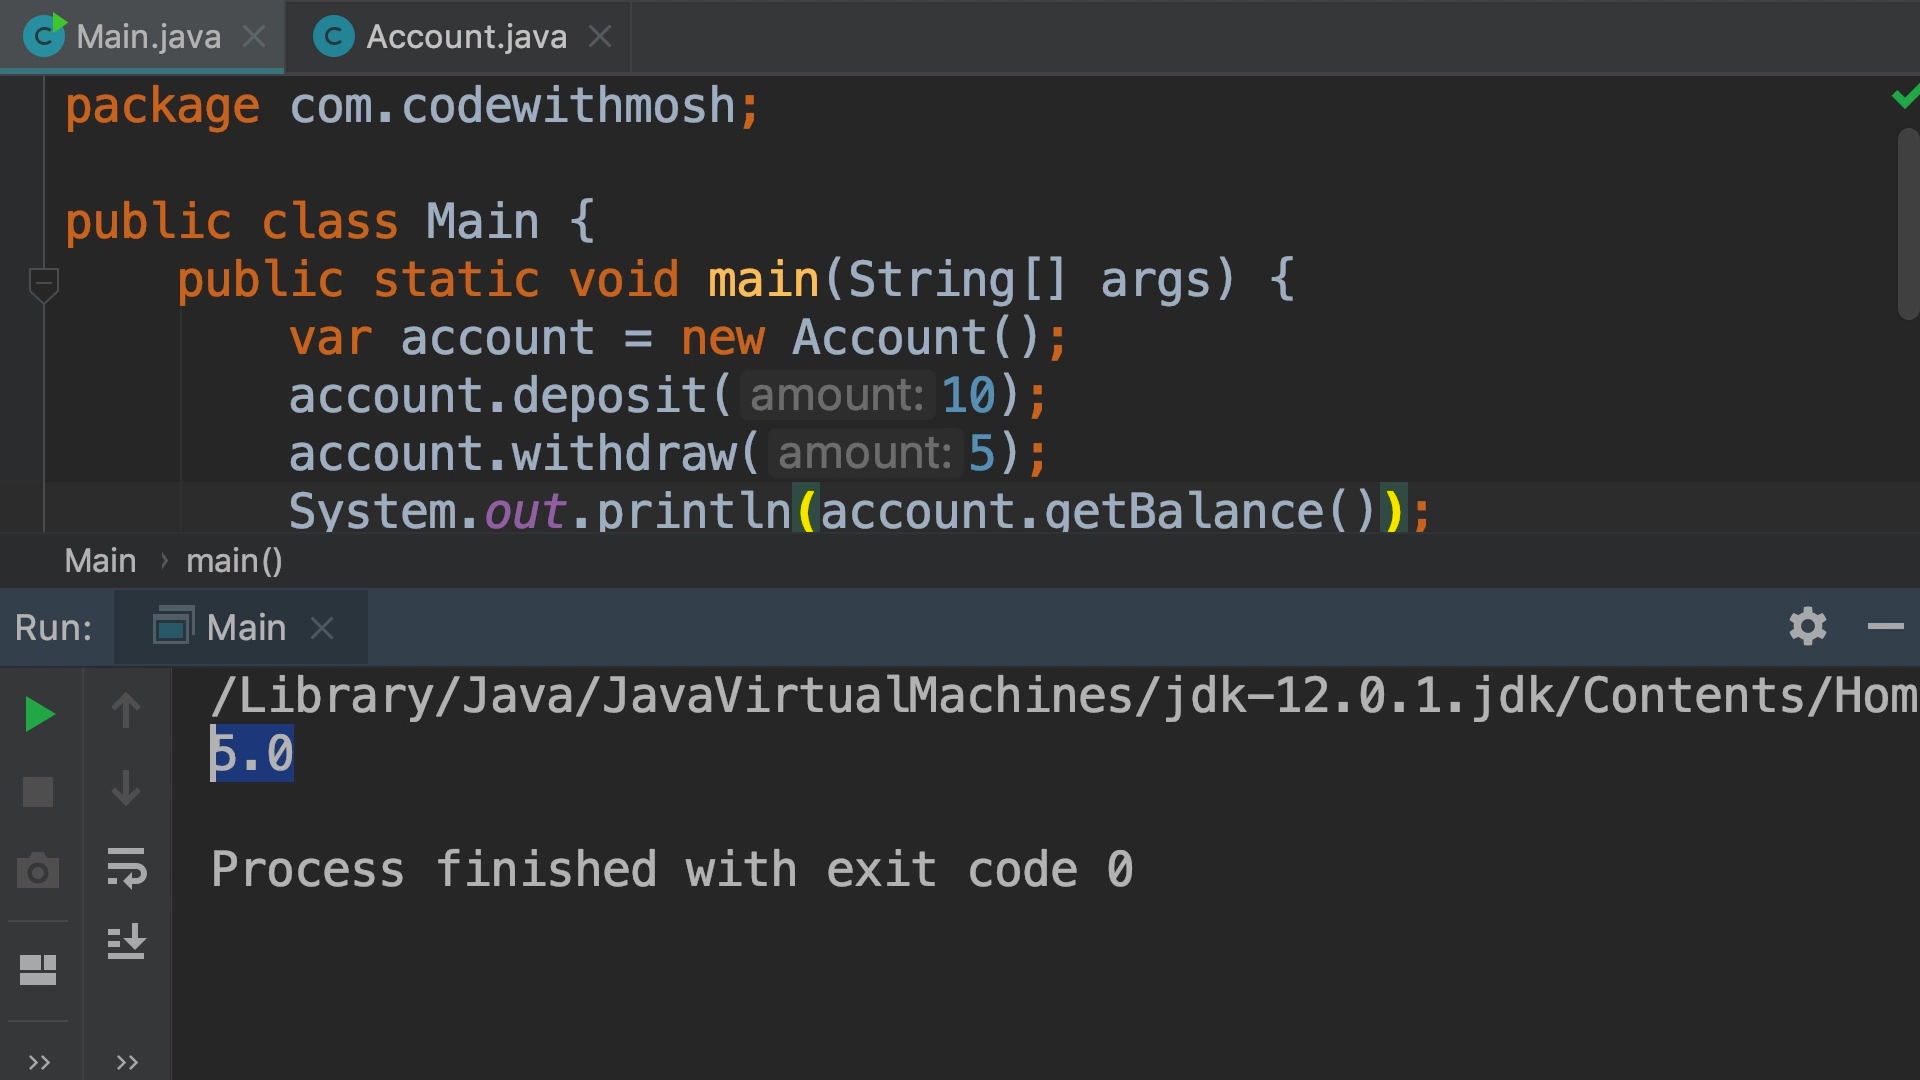 Main.java
Account.java
package com.codewithmosh;
public class Main {
public static void main(String[] args) {
var account = new Account();
account.deposit( amount: 10);
account.withdraw( amount: 5);
System.out.println(account.getBalance());
Main › main()
Run: Main
/Library/Java/JavaVirtualMachines/jdk-12.0.1.jdk/Contents/Hom
5.0
Process finished with exit code 0